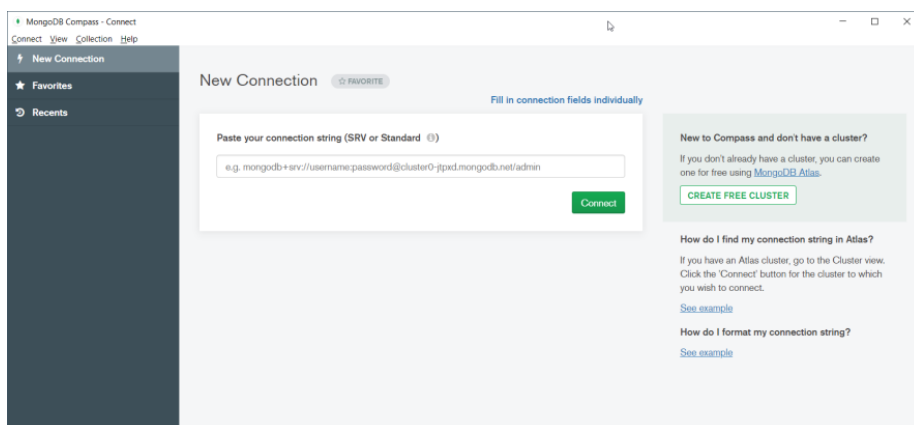 MongoDB Compass - Connect
Connect View Collection Help
New Connection
Favorites
Recents
New Connection
FAVORITE
Fill in connection fields individually
Paste your connection string (SRV or Standard )
e.g. mongodb+srv://username:password@cluster0-jtpxd.mongodb.net/admin
Connect
New to Compass and don't have a cluster?
If you don't already have a cluster, you can create
one for free using MongoDB Atlas.
CREATE FREE CLUSTER
How do I find my connection string in Atlas?
If you have an Atlas cluster, go to the Cluster view.
Click the 'Connect' button for the cluster to which
you wish to connect.
See example
How do I format my connection string?
See example